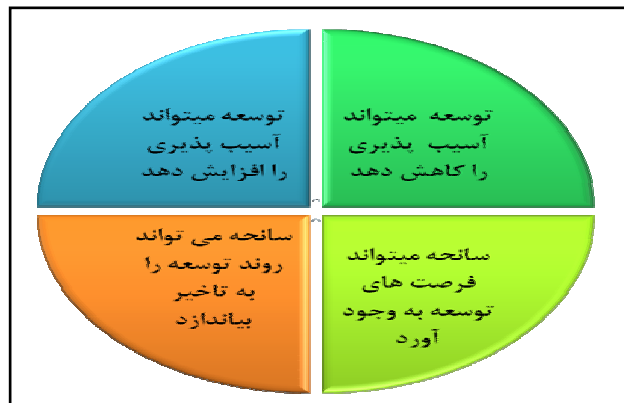 توسعه میتواند
آسیب پذیری
را کاهش دهد
توسعه میتواند
آسیب پذیری
را افزایش دهد
سانحه میتواند
فرصت های
توسعه به وجود
آورد
سانحه می تواند
روند توسعه را
به تاخیر
بیاندازد